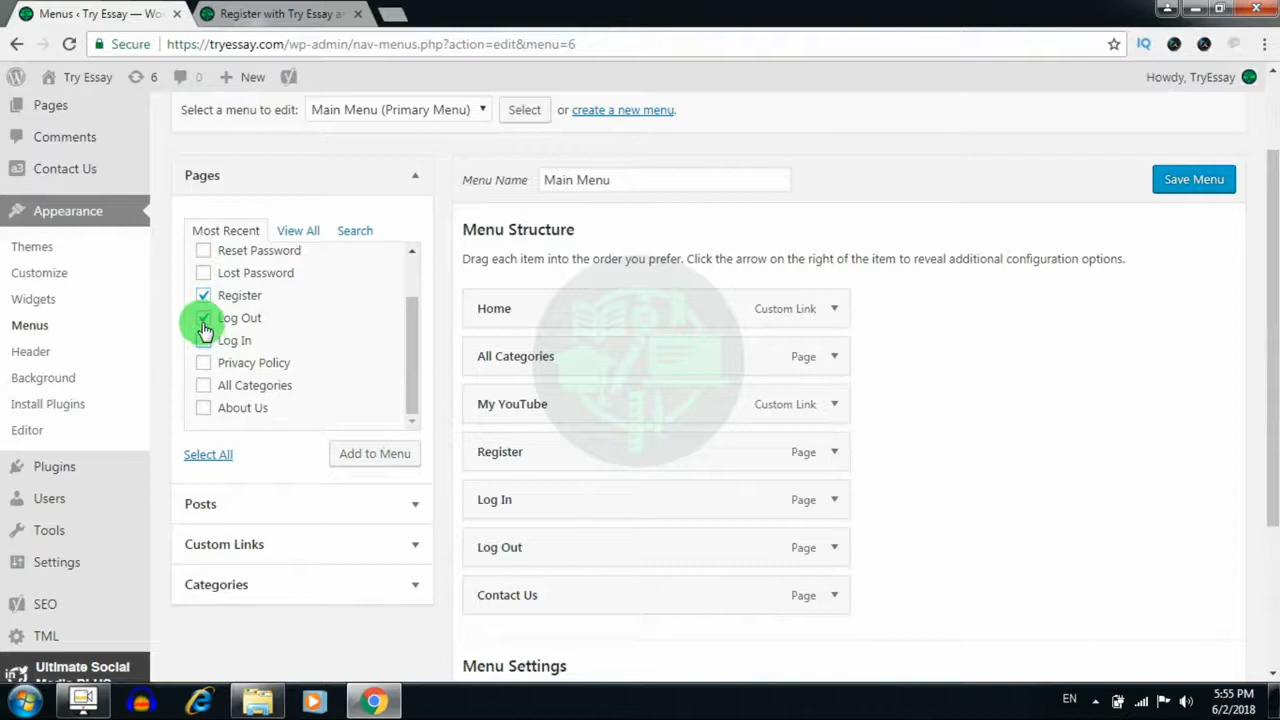 Menus ‹ Try Essay — Wo
Register with Try Essay a
Secure
https://tryessay.com/wp-admin/nav-menus.php?action=edit&menu=6
IQ
Try Essay
6
0
New
Howdy, TryEssay
Pages
Comments
Contact Us
Appearance
Themes
Customize
Widgets
Menus
Header
Background
Install Plugins
Editor
Plugins
Users
Tools
Settings
SEO
TML
Ultimate Social
Select a menu to edit:
Main Menu (Primary Menu)
Select
or create a new menu.
Pages
Most Recent
View All
Search
Reset Password
Lost Password
Register
Log Out
Log In
Privacy Policy
All Categories
About Us
Select All
Add to Menu
Posts
Custom Links
Categories
Menu Name
Main Menu
Save Menu
Menu Structure
Drag each item into the order you prefer. Click the arrow on the right of the item to reveal additional configuration options.
Home
Custom Link
All Categories
Page
My YouTube
Custom Link
Register
Page
Log In
Page
Log Out
Page
Contact Us
Page
Menu Settings
EN
5:55 PM
6/2/2018